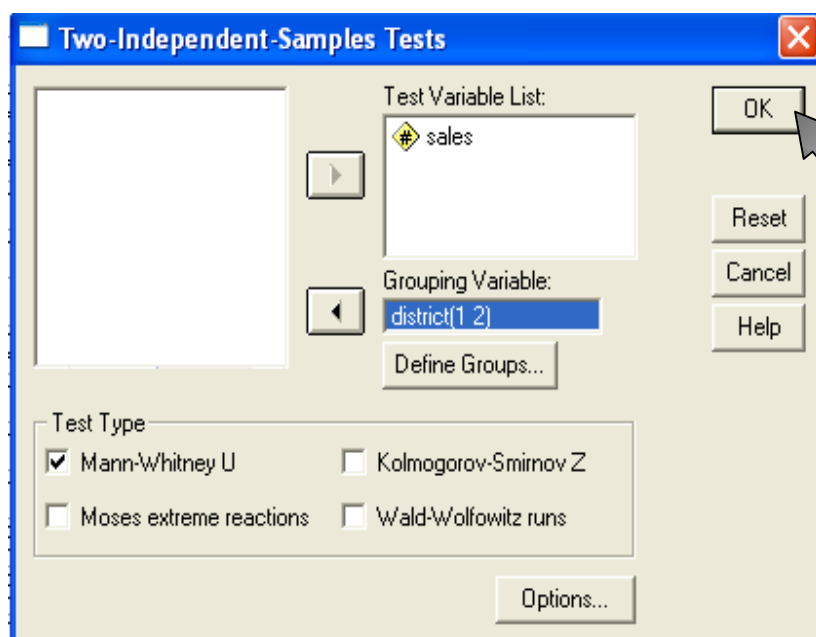 Two-Independent-Samples Tests
Test Variable List:
# sales
OK
Reset
Grouping Variable:
Cancel
district(1 2)
Help
Define Groups...
Test Type
Mann-Whitney U
Kolmogorov-Smirnov Z
Moses extreme reactions
Wald-Wolfowitz runs
Options...